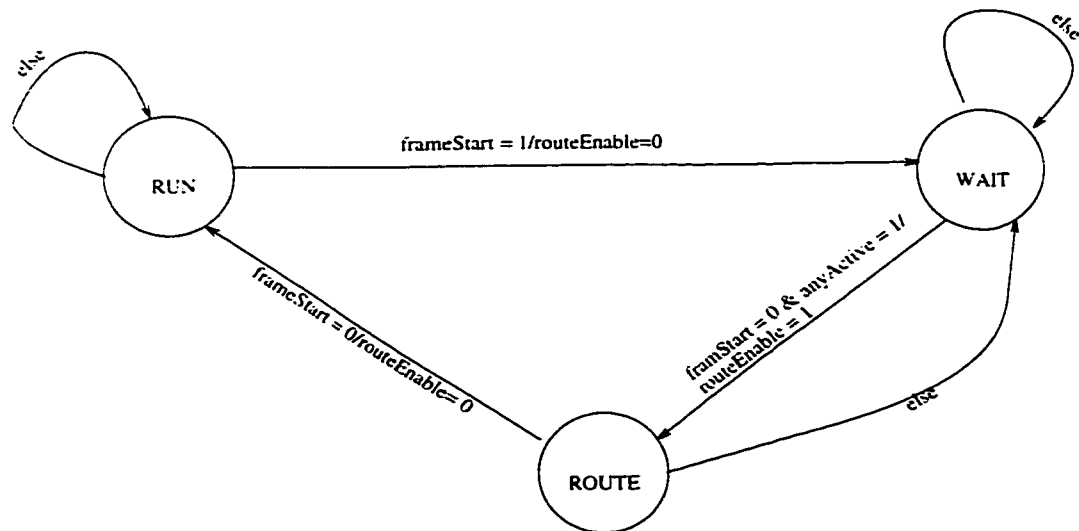 else
else
frameStart = 1/routeEnable=0
RUN
WAIT
framStart = 0 & anyActive = 1/
routeEnable = 1
frameStart = 0/routeEnable= 0
else
ROUTE